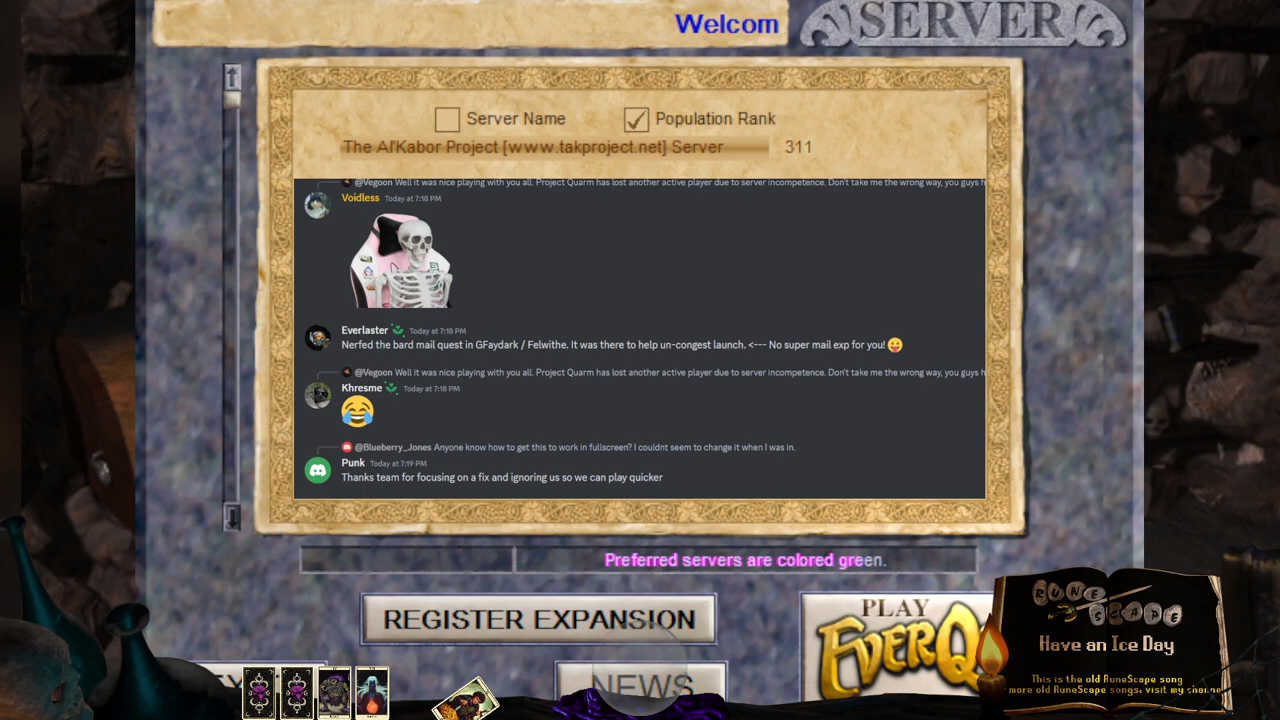 Welcom
SERVER
Server Name
Population Rank
The Al'Kabor Project [www.takproject.net] Server 311
@Vegoon Well it was nice playing with you all. Project Quarm has lost another active player due to server incompetence. Don't take me the wrong way, you guys h
Voidless Today at 7:18 PM
Everlaster Today at 7:18 PM
Nerfed the bard mail quest in GFaydark / Felwithe. It was there to help un-congest launch. <--- No super mail exp for you! 😛
@Vegoon Well it was nice playing with you all. Project Quarm has lost another active player due to server incompetence. Don't take me the wrong way, you guys h
Khresme Today at 7:18 PM
😂
@Blueberry_Jones Anyone know how to get this to work in fullscreen? I couldnt seem to change it when I was in.
Punk Today at 7:19 PM
Thanks team for focusing on a fix and ignoring us so we can play quicker
Preferred servers are colored green.
REGISTER EXPANSION
PLAY
EVERQ
NEWS
RUNE
SCAPE
Have an Ice Day
This is the old RuneScape song
more old RuneScape songs, visit my channe